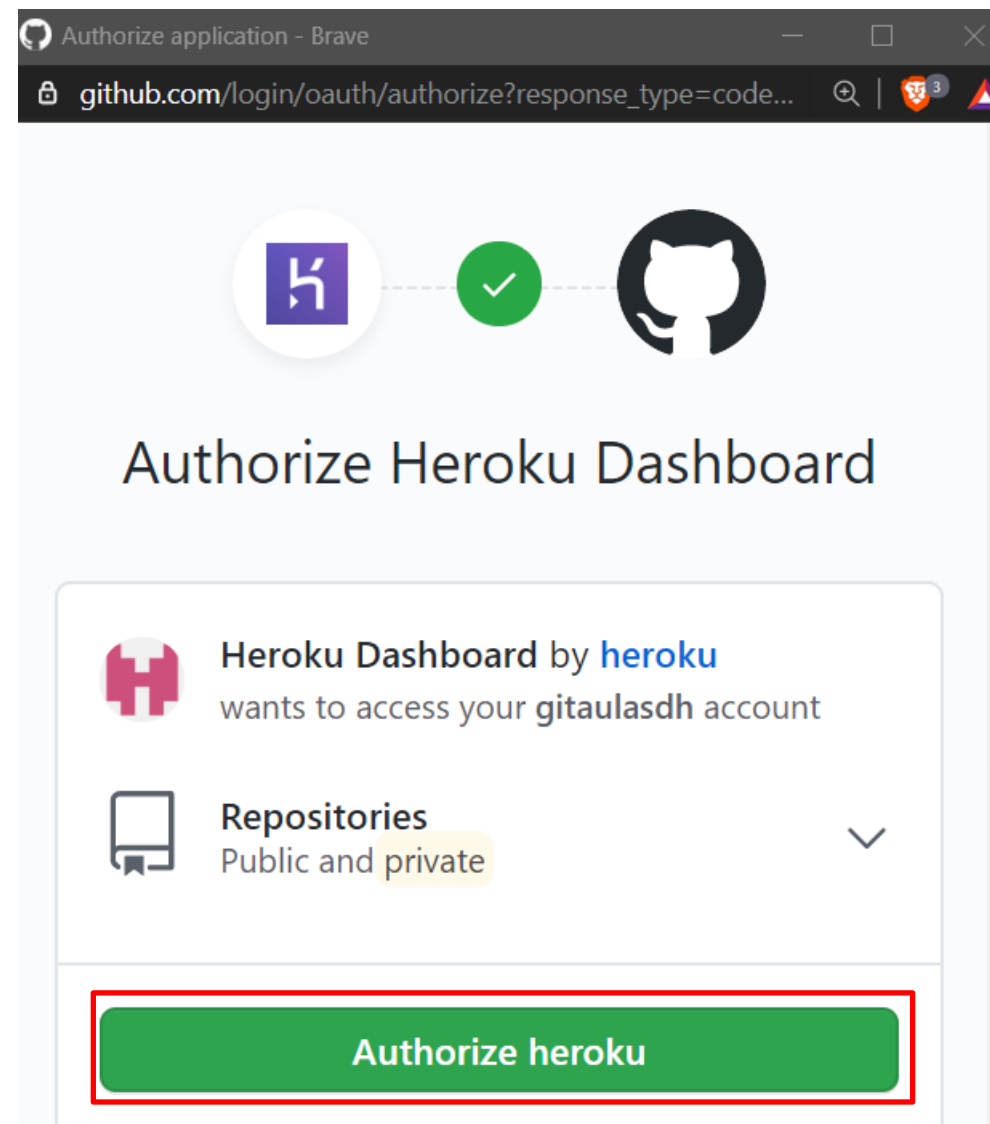 Authorize application - Brave
github.com/login/oauth/authorize?response_type=code... 3
Authorize Heroku Dashboard
Heroku Dashboard by heroku
wants to access your gitaulasdh account
Repositories
Public and private
Authorize heroku